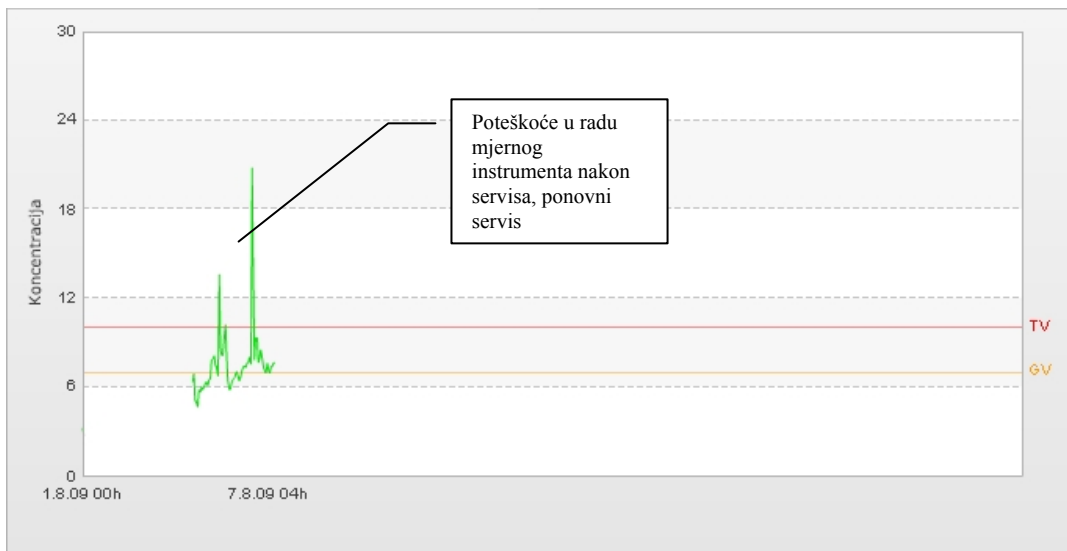 30
24
Poteškoće u radu
mjernog
instrumenta nakon
servisa, ponovni
servis
18
Koncentracija
12
TV
GV
6
0
1.8.09 00h
7.8.09 04h